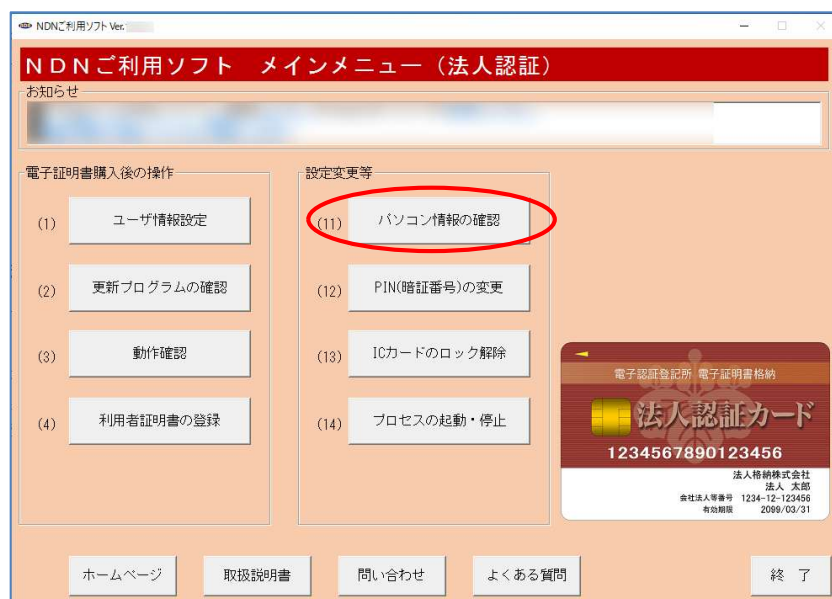 NDNご利用ソフト Ver.
NDNご利用ソフト メインメニュー（法人認証）
お知らせ
電子証明書購入後の操作
(1) ユーザ情報設定
(2) 更新プログラムの確認
(3) 動作確認
(4) 利用者証明書の登録
設定変更等
(11) パソコン情報の確認
(12) PIN(暗証番号)の変更
(13) ICカードのロック解除
(14) プロセスの起動・停止
電子認証登記所 電子証明書格納
法人認証カード
1234567890123456
法人格納株式会社
法人 太郎
会社法人等番号 1234-12-123456
有効期限 2099/03/31
ホームページ 取扱説明書 問い合わせ よくある質問 終 了